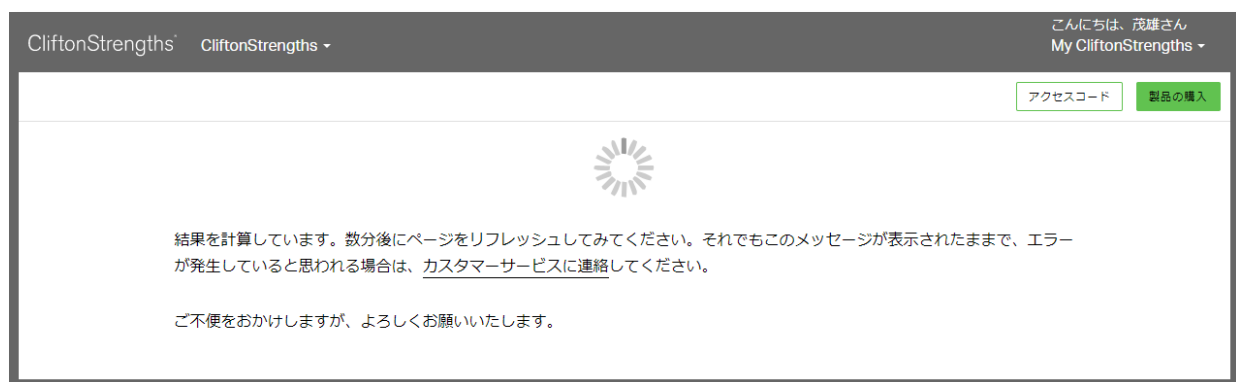 こんにちは、茂雄さん
CliftonStrengths® CliftonStrengths
My CliftonStrengths
アクセスコード 製品の購入
結果を計算しています。数分後にページをリフレッシュしてみてください。それでもこのメッセージが表示されたままで、エラー
が発生していると思われる場合は、カスタマーサービスに連絡してください。
ご不便をおかけしますが、よろしくお願いいたします。